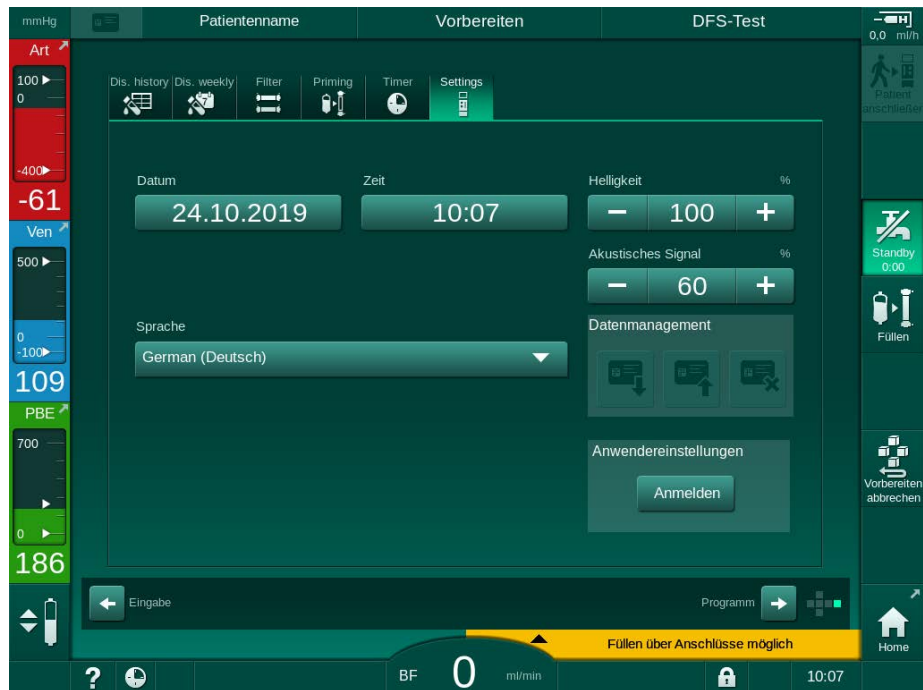 mmHg
Patientenname
Vorbereiten
DFS-Test
0,0 ml/h
Art
100
0
-400
-61
Ven
500
0
-100
109
PBE
700
0
186
Dis. history
Dis. weekly
Filter
Priming
Timer
Settings
Datum
Zeit
Helligkeit %
24.10.2019
10:07
− 100 +
Akustisches Signal %
− 60 +
Sprache
German (Deutsch)
Datenmanagement
Anwendereinstellungen
Anmelden
Eingabe
Programm
Füllen über Anschlüsse möglich
?
BF 0 ml/min
10:07
Patient
anschließen
Standby
0:00
Füllen
Vorbereiten
abbrechen
Home